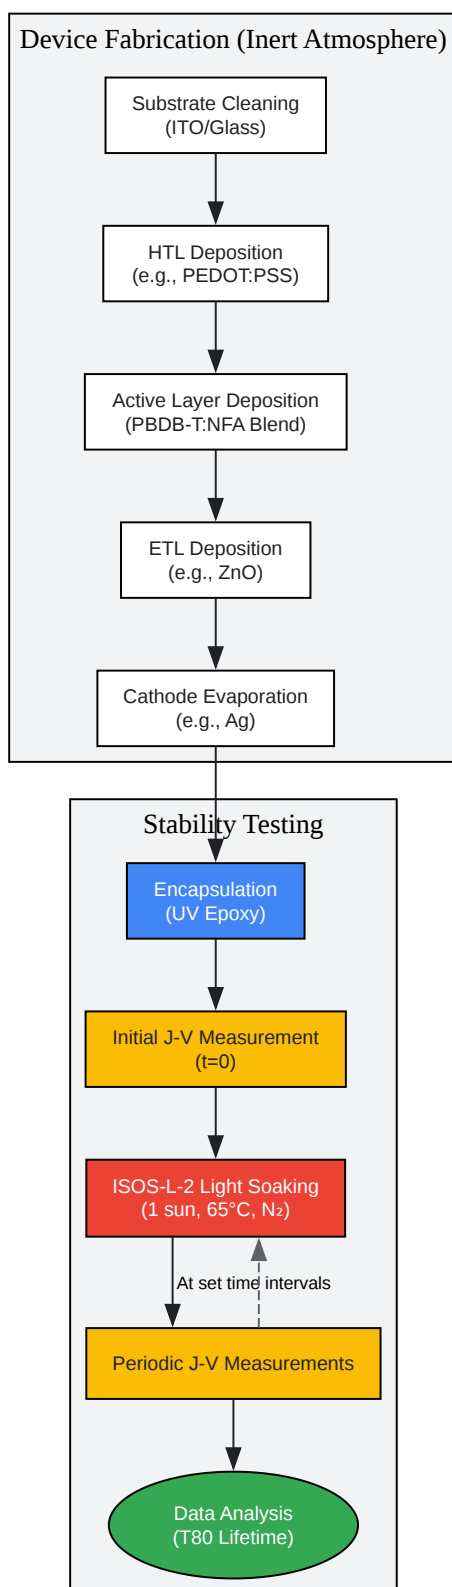 Device Fabrication (Inert Atmosphere)
Substrate Cleaning
(ITO/Glass)
HTL Deposition
(e.g., PEDOT:PSS)
Active Layer Deposition
(PBDB-T:NFA Blend)
ETL Deposition
(e.g., ZnO)
Cathode Evaporation
(e.g., Ag)
Stability Testing
Encapsulation
(UV Epoxy)
Initial J-V Measurement
(t=0)
ISOS-L-2 Light Soaking
(1 sun, 65°C, N₂)
At set time intervals
Periodic J-V Measurements
Data Analysis
(T80 Lifetime)